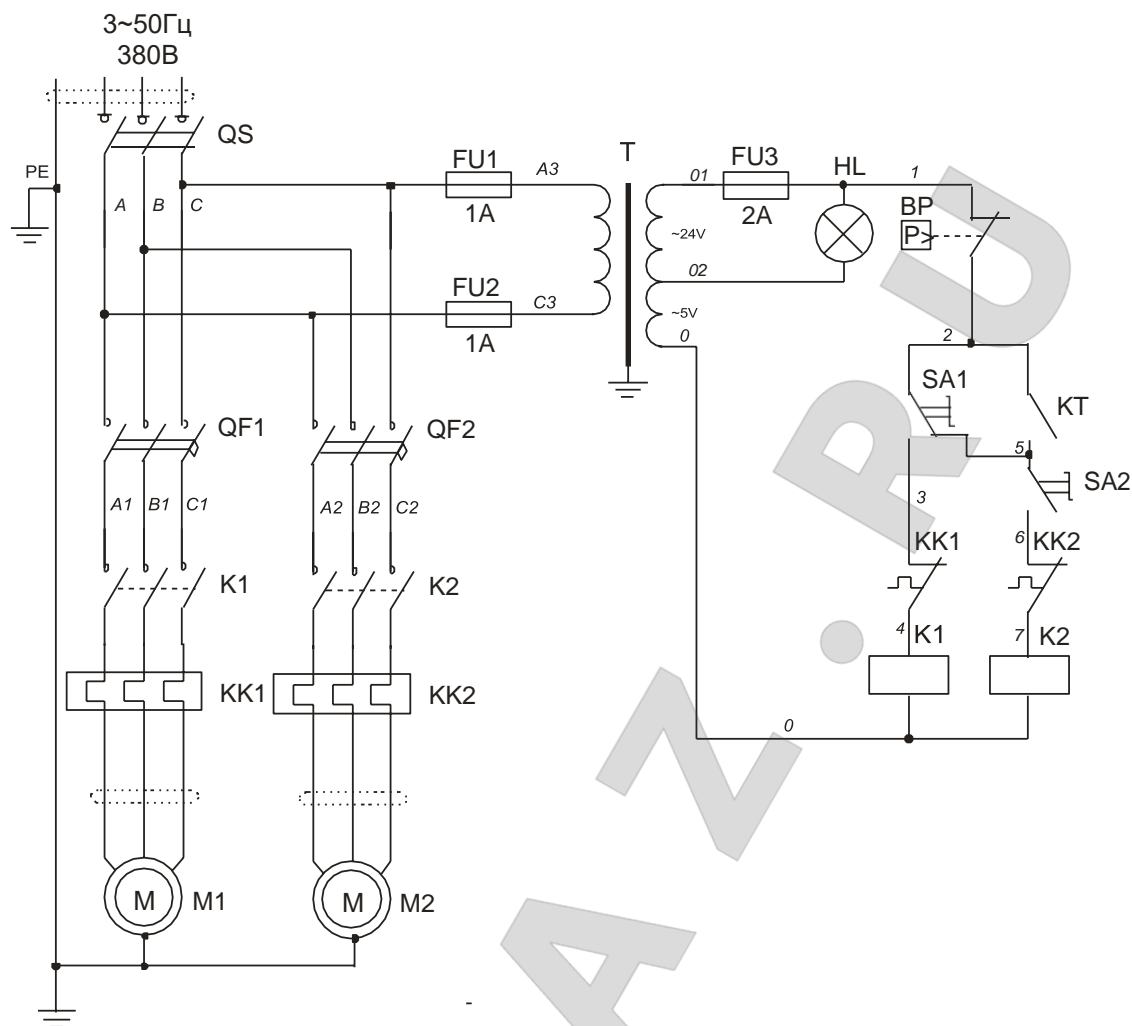 3~50Гц
380В
QS
PE
A
B
C
FU1
1A
A3
T
01
FU3
2A
HL
1
BP
P>
~24V
02
FU2
1A
C3
~5V
0
2
SA1
KT
QF1
QF2
5
SA2
A1
B1
C1
A2
B2
C2
3
6
KK1
KK2
K1
K2
4
K1
7
K2
KK1
KK2
0
M
M1
M
M2
-
AZ.RU